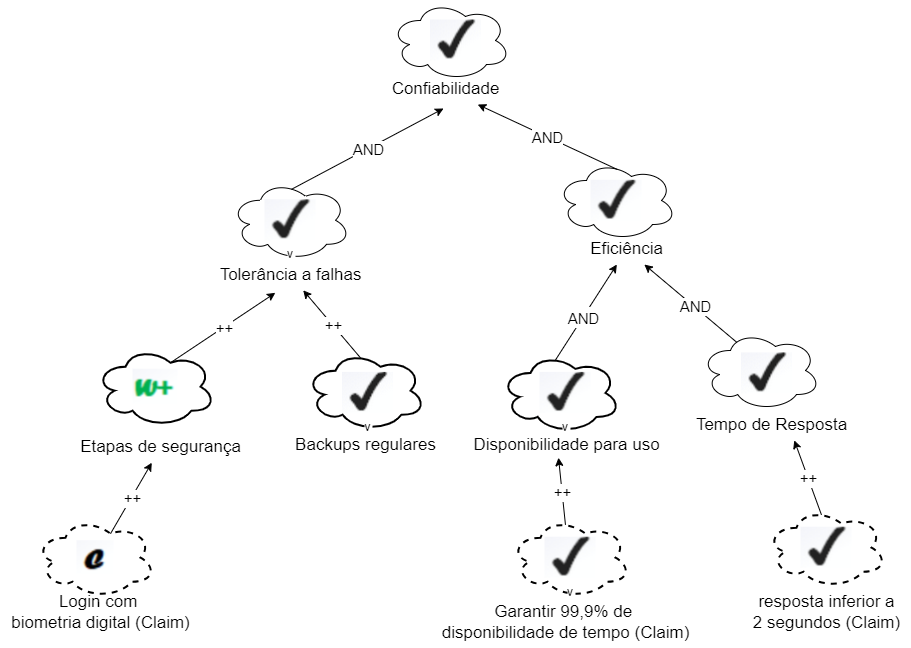 Confiabilidade
AND
AND
v
Tolerância a falhas
Eficiência
++
++
AND
AND
w+
v
v
Etapas de segurança
Backups regulares
Disponibilidade para uso
Tempo de Resposta
++
++
++
e
v
Login com
biometria digital (Claim)
Garantir 99,9% de
disponibilidade de tempo (Claim)
resposta inferior a
2 segundos (Claim)